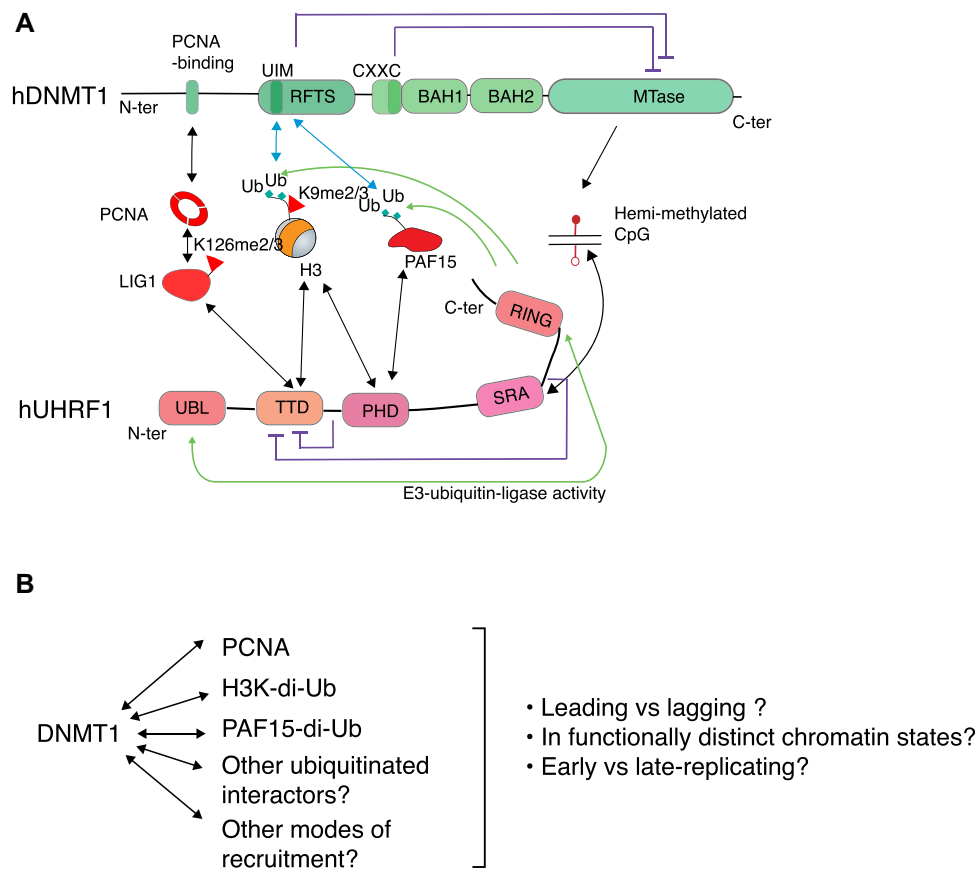 A
PCNA
-binding
UIM
CXXC
hDNMT1
N-ter
RFTS
BAH1
BAH2
MTase
C-ter
Ub
Ub
K9me2/3
Ub
Ub
PCNA
K126me2/3
Hemi-methylated
CpG
LIG1
H3
PAF15
C-ter
RING
hUHRF1
UBL
TTD
PHD
SRA
N-ter
E3-ubiquitin-ligase activity
B
DNMT1
PCNA
H3K-di-Ub
PAF15-di-Ub
Other ubiquitinated
interactors?
Other modes of
recruitment?
• Leading vs lagging ?
• In functionally distinct chromatin states?
• Early vs late-replicating?